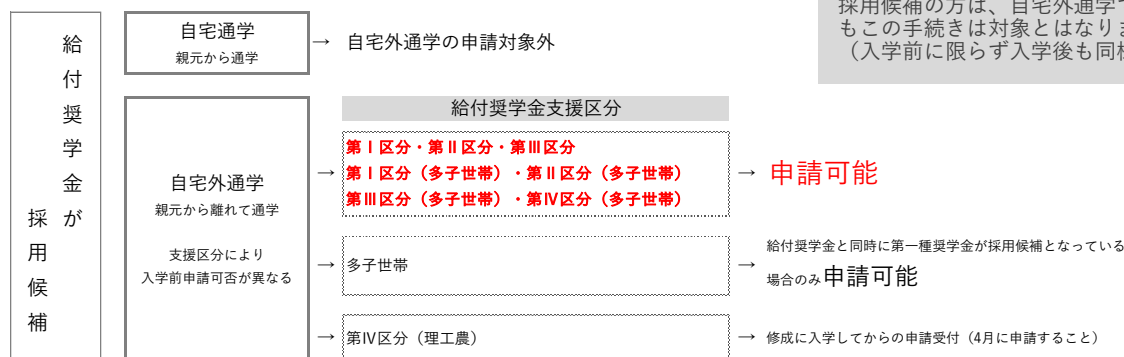 採用候補の方は、自宅外通学で
もこの手続きは対象とはなりま
（入学前に限らず入学後も同様
給付奨学金が
採用候補
自宅通学
親元から通学
→ 自宅外通学の申請対象外
自宅外通学
親元から離れて通学
支援区分により
入学前申請可否が異なる
給付奨学金支援区分
→ 第Ⅰ区分・第Ⅱ区分・第Ⅲ区分
第Ⅰ区分（多子世帯）・第Ⅱ区分（多子世帯）
第Ⅲ区分（多子世帯）・第Ⅳ区分（多子世帯）
→ 申請可能
→ 多子世帯
→ 給付奨学金と同時に第一種奨学金が採用候補となっている
場合のみ申請可能
→ 第Ⅳ区分（理工農）
→ 修成に入学してからの申請受付（4月に申請すること）